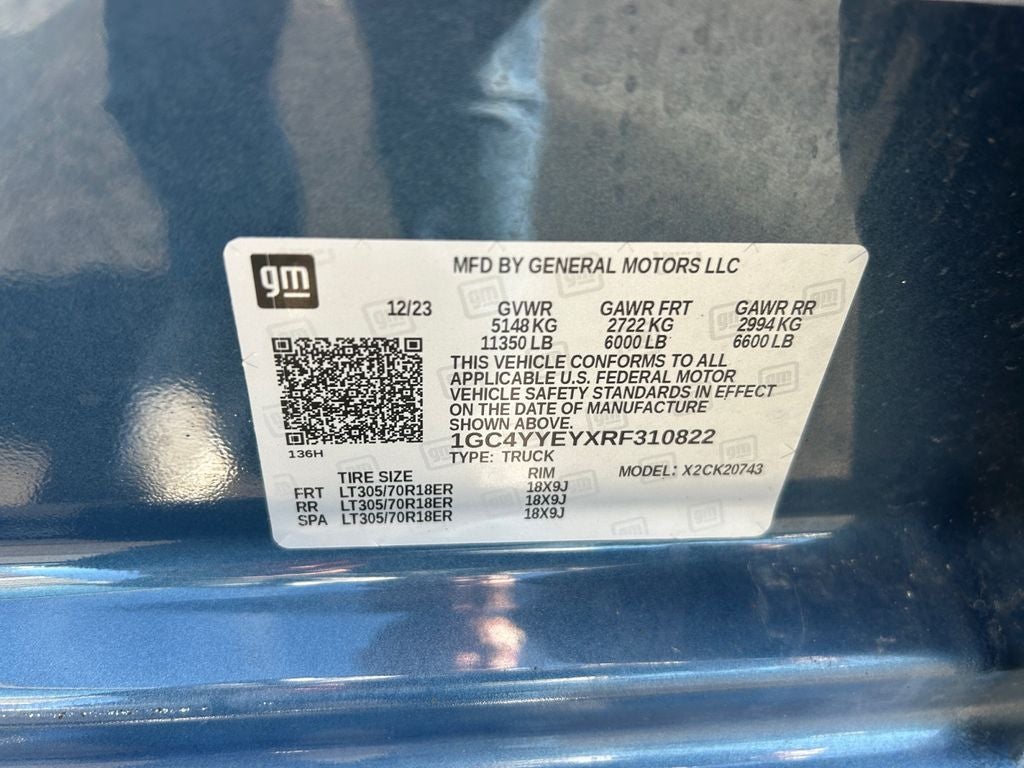 gm
MFD BY GENERAL MOTORS LLC
12/23 GVWR GAWR FRT GAWR RR
5148 KG 2722 KG 2994 KG
11350 LB 6000 LB 6600 LB
THIS VEHICLE CONFORMS TO ALL
APPLICABLE U.S. FEDERAL MOTOR
VEHICLE SAFETY STANDARDS IN EFFECT
ON THE DATE OF MANUFACTURE
SHOWN ABOVE.
1GC4YYEYXRF310822
136H
TYPE: TRUCK
TIRE SIZE RIM MODEL: X2CK20743
FRT LT305/70R18ER 18X9J
RR LT305/70R18ER 18X9J
SPA LT305/70R18ER 18X9J